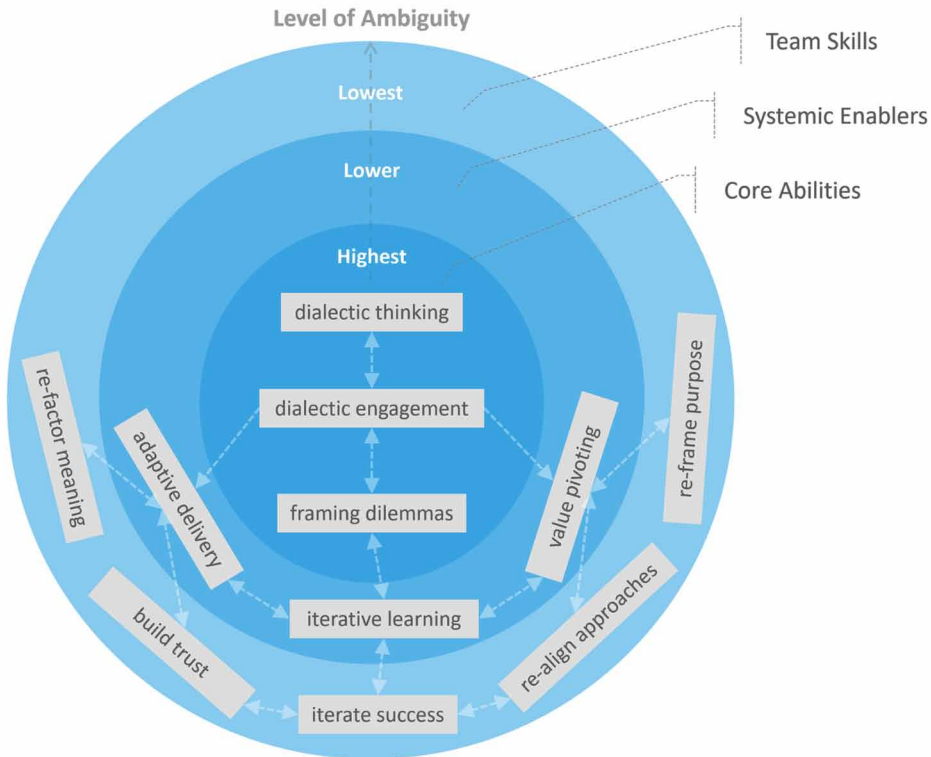 Level of Ambiguity
Team Skills
Lowest
Systemic Enablers
Lower
Core Abilities
Highest
dialectic thinking
re-frame purpose
re-factor meaning
dialectic engagement
adaptive delivery
value pivoting
framing dilemmas
iterative learning
build trust
re-align approaches
iterate success